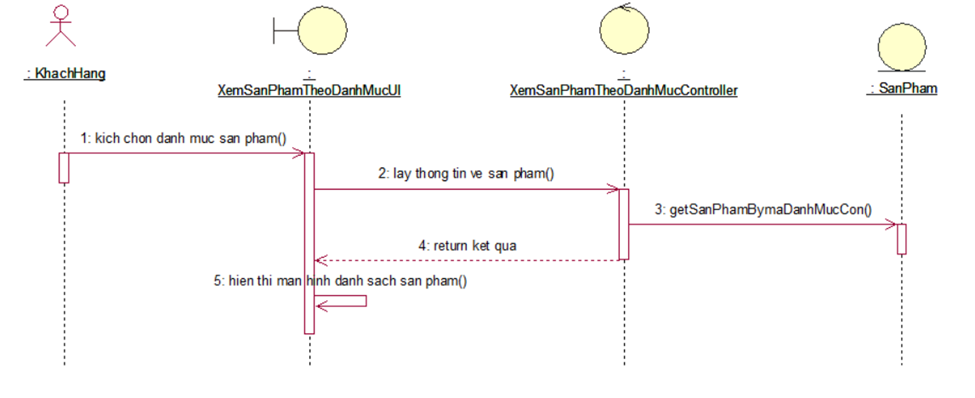 : KhachHang
:
XemSanPhamTheoDanhMucUI
:
XemSanPhamTheoDanhMucController
: SanPham
1: kich chon danh muc san pham()
2: lay thong tin ve san pham()
3: getSanPhamBymaDanhMucCon()
4: return ket qua
5: hien thi man hinh danh sach san pham()